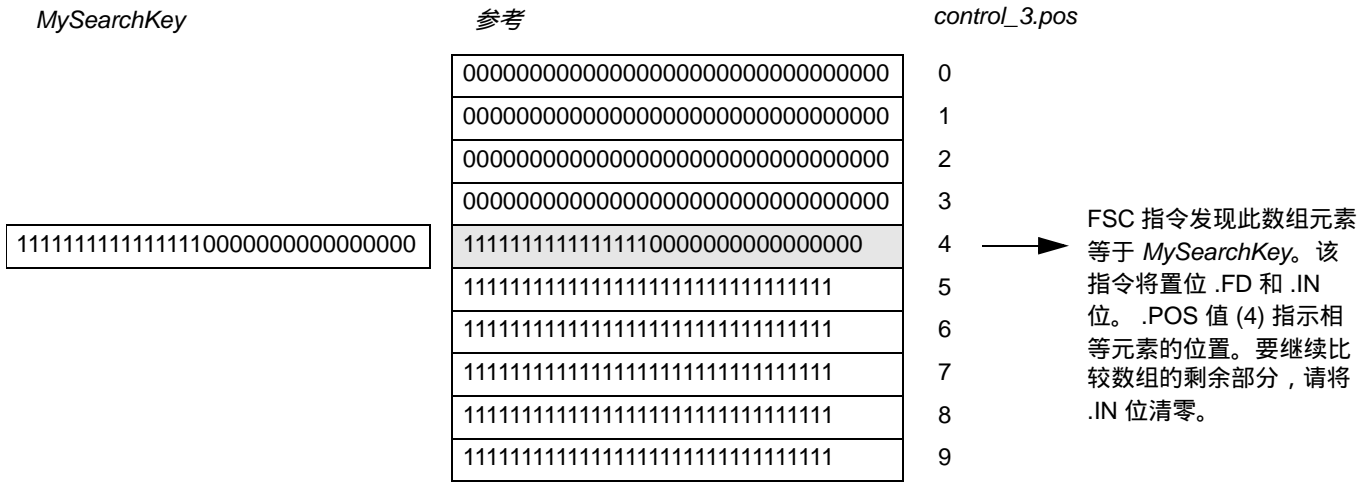 MySearchKey 参考 control_3.pos
00000000000000000000000000000000 0
00000000000000000000000000000000 1
00000000000000000000000000000000 2
00000000000000000000000000000000 3
11111111111111110000000000000000 11111111111111110000000000000000 4
11111111111111111111111111111111 5
11111111111111111111111111111111 6
11111111111111111111111111111111 7
11111111111111111111111111111111 8
11111111111111111111111111111111 9
FSC 指令发现此数组元素
等于 MySearchKey。该
指令将置位 .FD 和 .IN
位。 .POS 值 (4) 指示相
等元素的位置。要继续比
较数组的剩余部分，请将
.IN 位清零。